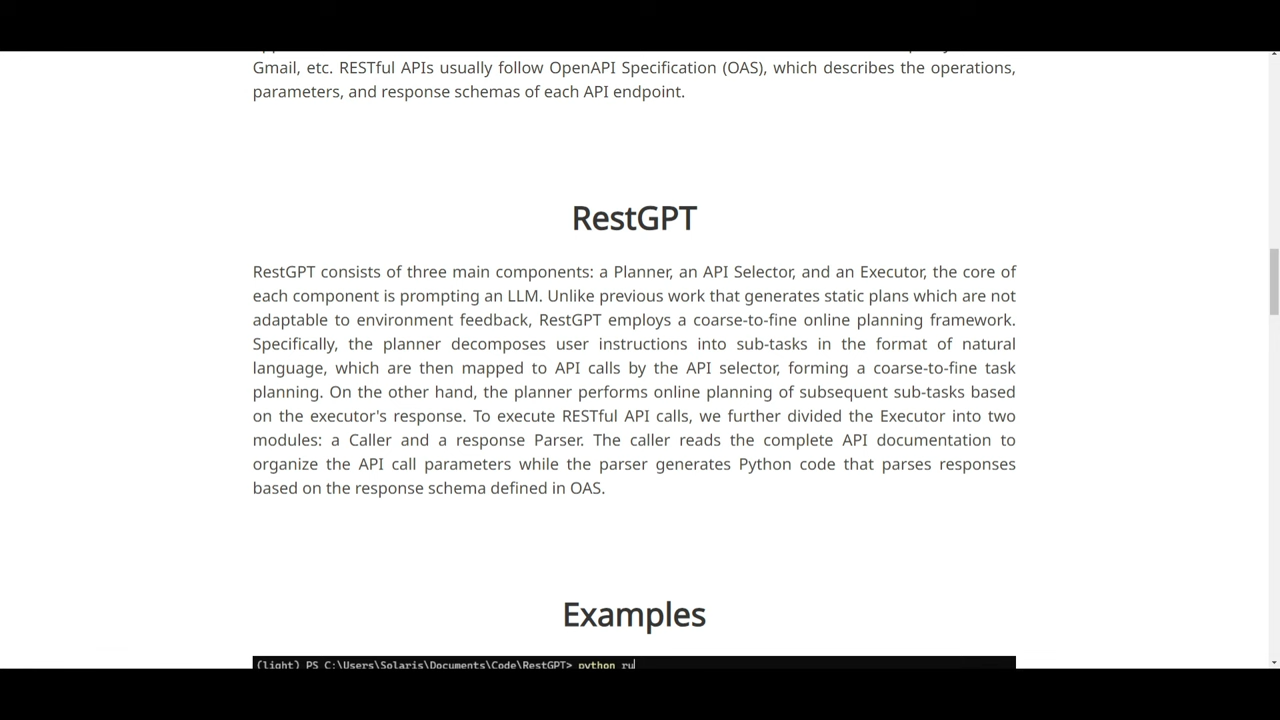 Gmail, etc. RESTful APIs usually follow OpenAPI Specification (OAS), which describes the operations,
parameters, and response schemas of each API endpoint.
RestGPT
RestGPT consists of three main components: a Planner, an API Selector, and an Executor, the core of
each component is prompting an LLM. Unlike previous work that generates static plans which are not
adaptable to environment feedback, RestGPT employs a coarse-to-fine online planning framework.
Specifically, the planner decomposes user instructions into sub-tasks in the format of natural
language, which are then mapped to API calls by the API selector, forming a coarse-to-fine task
planning. On the other hand, the planner performs online planning of subsequent sub-tasks based
on the executor's response. To execute RESTful API calls, we further divided the Executor into two
modules: a Caller and a response Parser. The caller reads the complete API documentation to
organize the API call parameters while the parser generates Python code that parses responses
based on the response schema defined in OAS.
Examples
(light) PS C:\Users\Solaris\Documents\Code\RestGPT> python ru